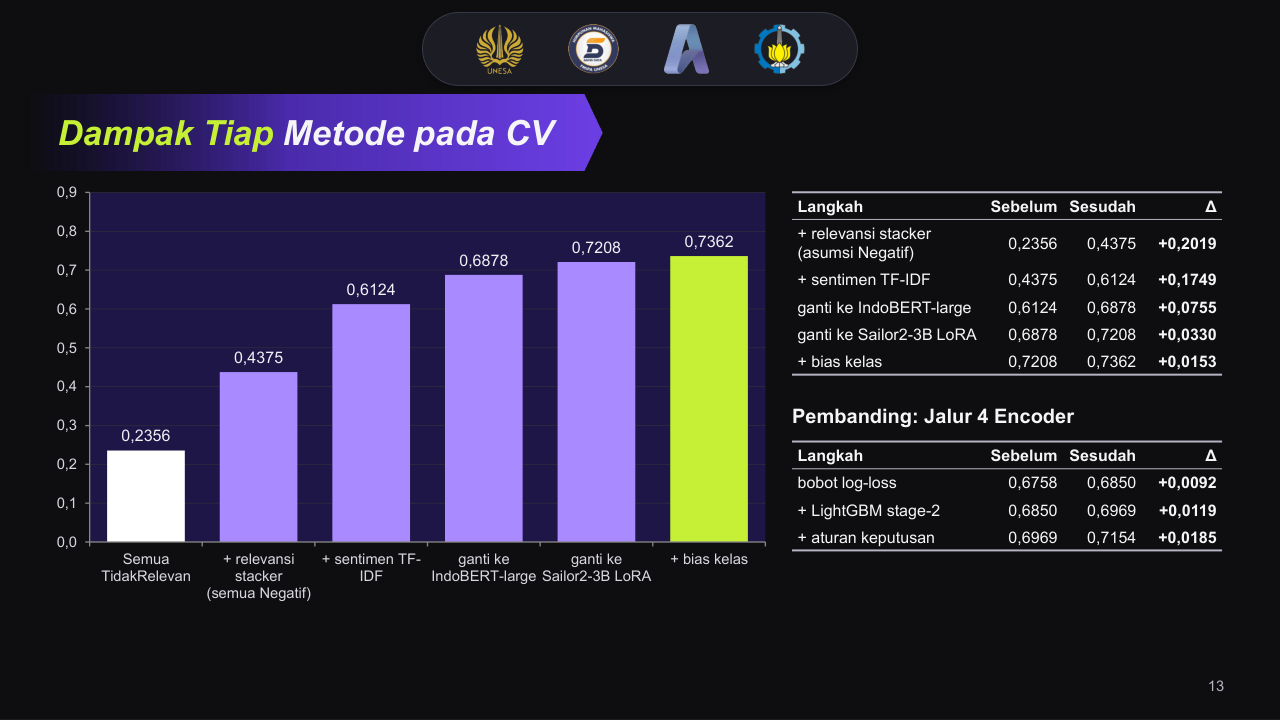 UNESA
Dampak Tiap Metode pada CV
0,9
0,8
0,7
0,6
0,5
0,4
0,3
0,2
0,1
0,0
0,2356
0,4375
0,6124
0,6878
0,7208
0,7362
Semua
TidakRelevan
+ relevansi
stacker
(semua Negatif)
+ sentimen TF-
IDF
ganti ke
IndoBERT-large
ganti ke
Sailor2-3B LoRA
+ bias kelas
Langkah Sebelum Sesudah Δ
+ relevansi stacker
(asumsi Negatif) 0,2356 0,4375 +0,2019
+ sentimen TF-IDF 0,4375 0,6124 +0,1749
ganti ke IndoBERT-large 0,6124 0,6878 +0,0755
ganti ke Sailor2-3B LoRA 0,6878 0,7208 +0,0330
+ bias kelas 0,7208 0,7362 +0,0153
Pembanding: Jalur 4 Encoder
Langkah Sebelum Sesudah Δ
bobot log-loss 0,6758 0,6850 +0,0092
+ LightGBM stage-2 0,6850 0,6969 +0,0119
+ aturan keputusan 0,6969 0,7154 +0,0185
13